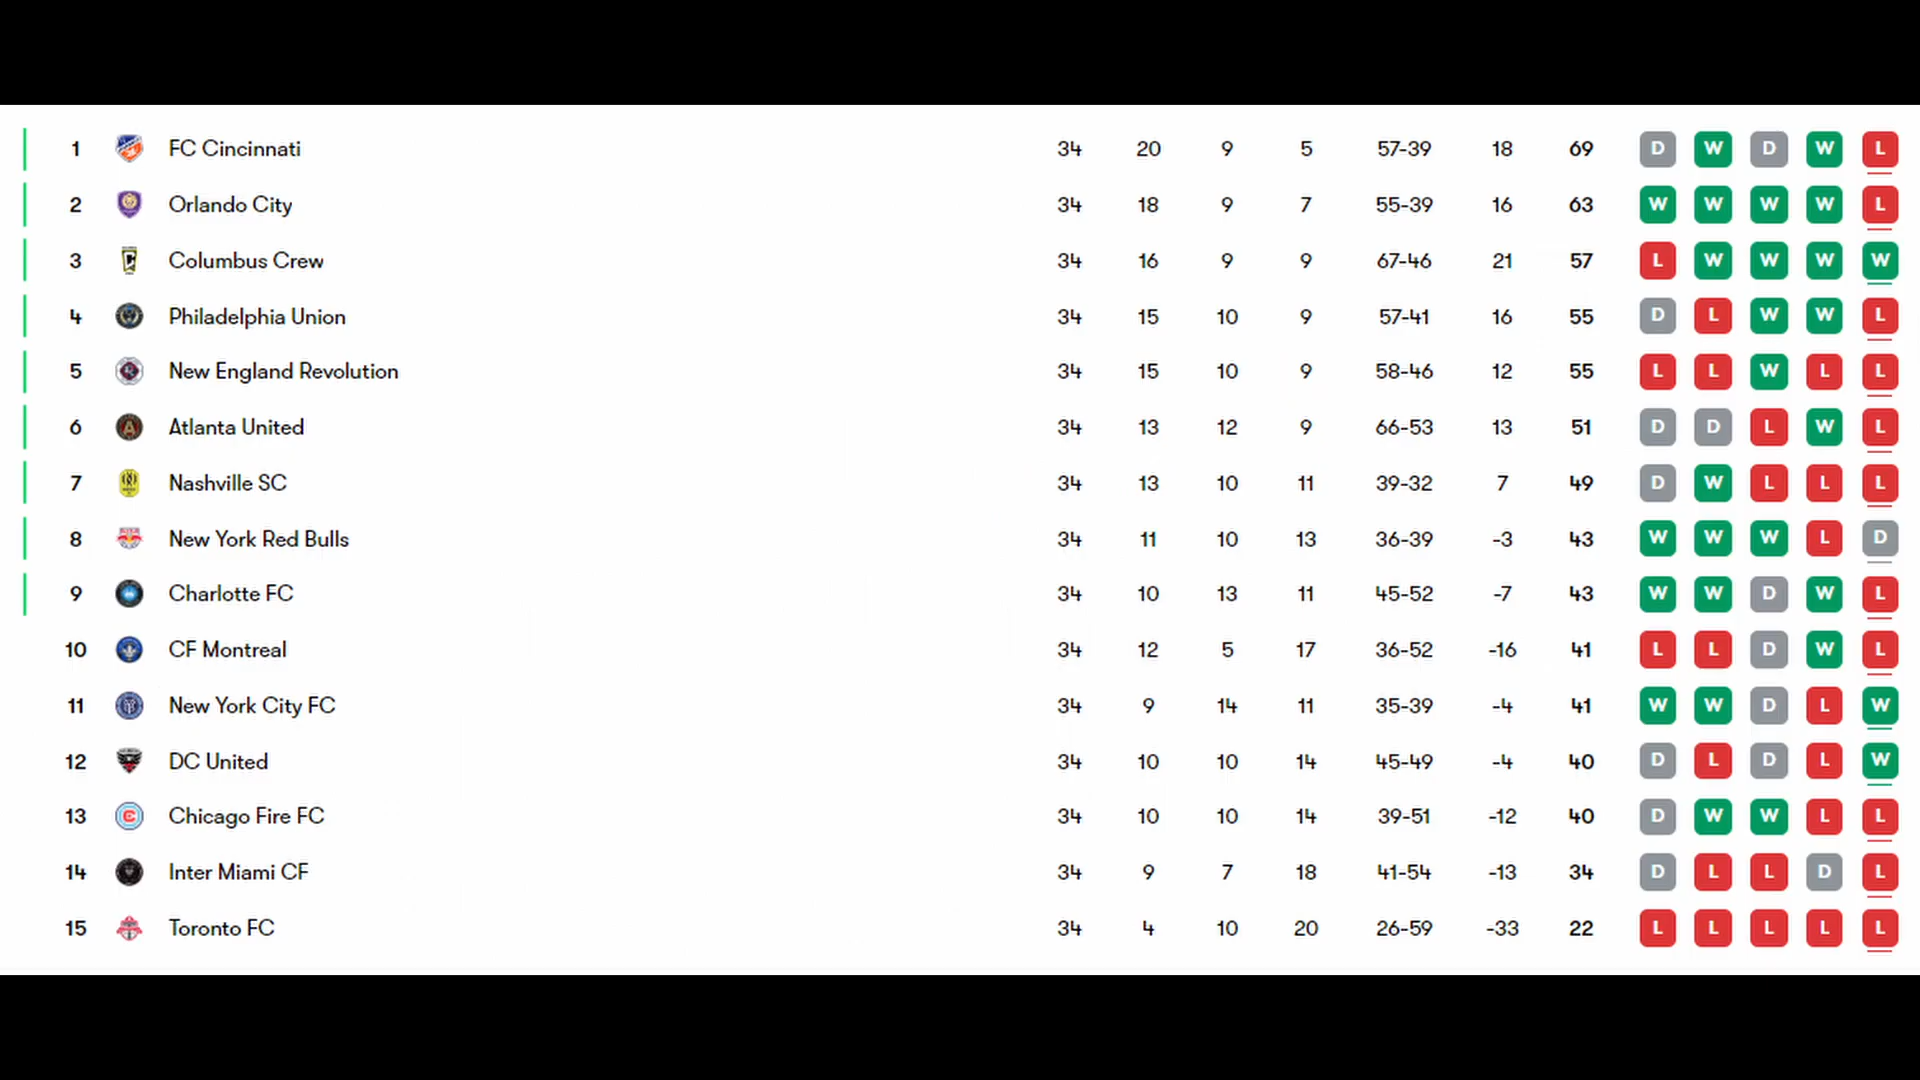 1 FC Cincinnati 34 20 9 5 57-39 18 69 D W D W L
2 Orlando City 34 18 9 7 55-39 16 63 W W W W L
3 Columbus Crew 34 16 9 9 67-46 21 57 L W W W W
4 Philadelphia Union 34 15 10 9 57-41 16 55 D L W W L
5 New England Revolution 34 15 10 9 58-46 12 55 L L W L L
6 Atlanta United 34 13 12 9 66-53 13 51 D D L W L
7 Nashville SC 34 13 10 11 39-32 7 49 D W L L L
8 New York Red Bulls 34 11 10 13 36-39 -3 43 W W W L D
9 Charlotte FC 34 10 13 11 45-52 -7 43 W W D W L
10 CF Montreal 34 12 5 17 36-52 -16 41 L L D W L
11 New York City FC 34 9 14 11 35-39 -4 41 W W D L W
12 DC United 34 10 10 14 45-49 -4 40 D L D L W
13 Chicago Fire FC 34 10 10 14 39-51 -12 40 D W W L L
14 Inter Miami CF 34 9 7 18 41-54 -13 34 D L L D L
15 Toronto FC 34 4 10 20 26-59 -33 22 L L L L L